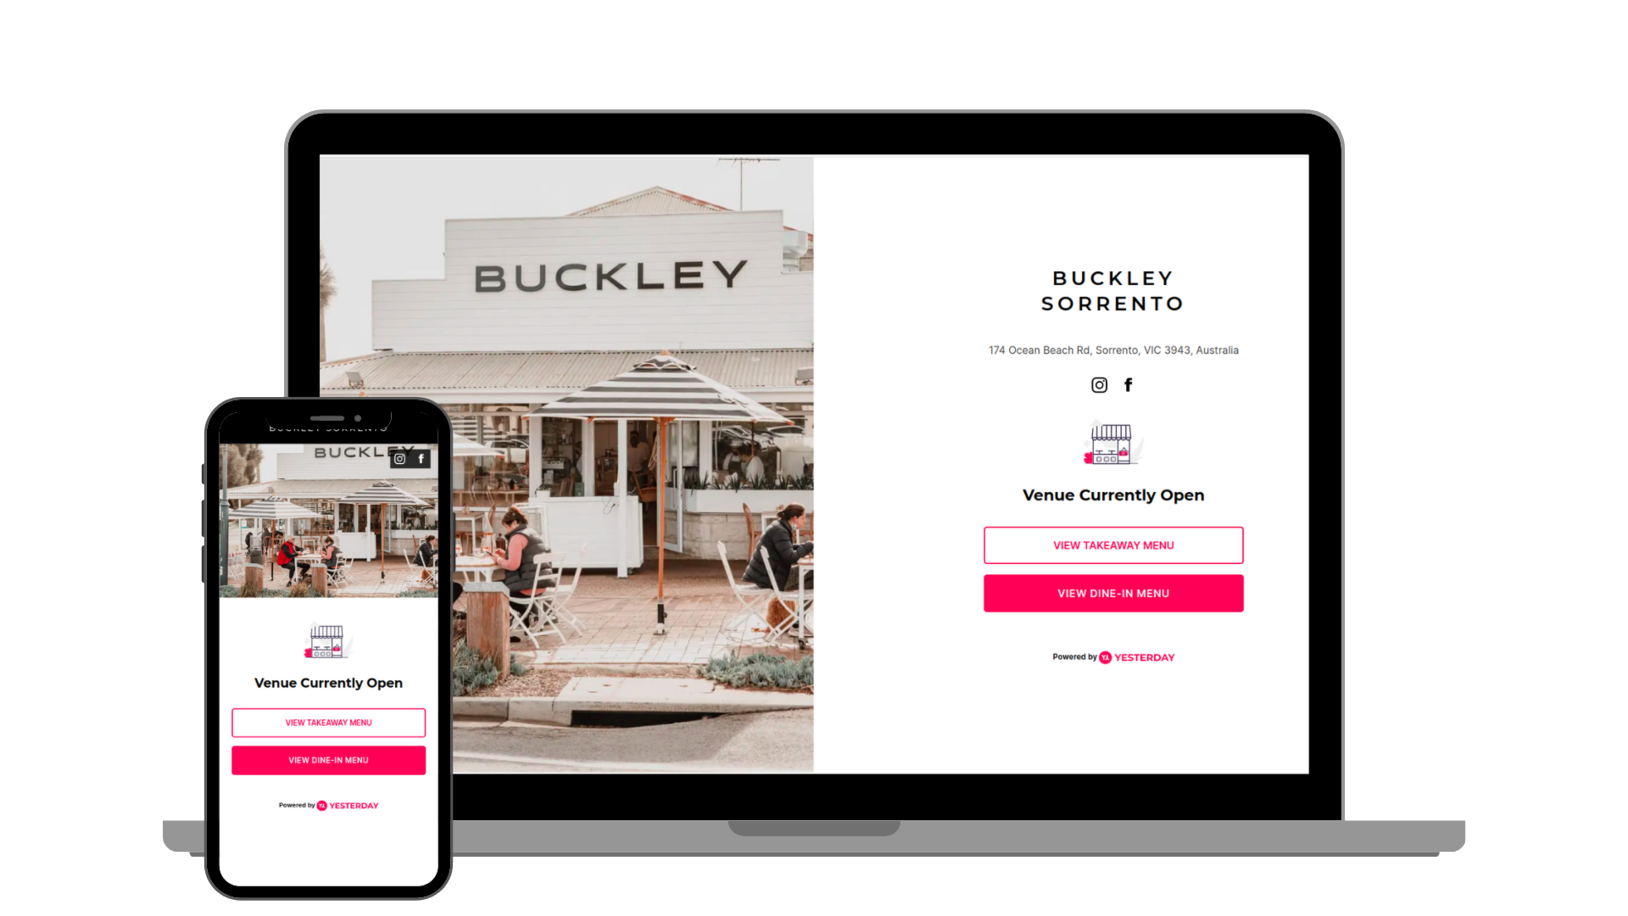 BUCKLEY
BUCKLEY
SORRENTO
174 Ocean Beach Rd, Sorrento, VIC 3943, Australia
f
Venue Currently Open
VIEW TAKEAWAY MENU
VIEW DINE-IN MENU
Powered by YA YESTERDAY
BUCKLEY SORRENTO
BUCKLEY
f
Venue Currently Open
VIEW TAKEAWAY MENU
VIEW DINE-IN MENU
Powered by YA YESTERDAY